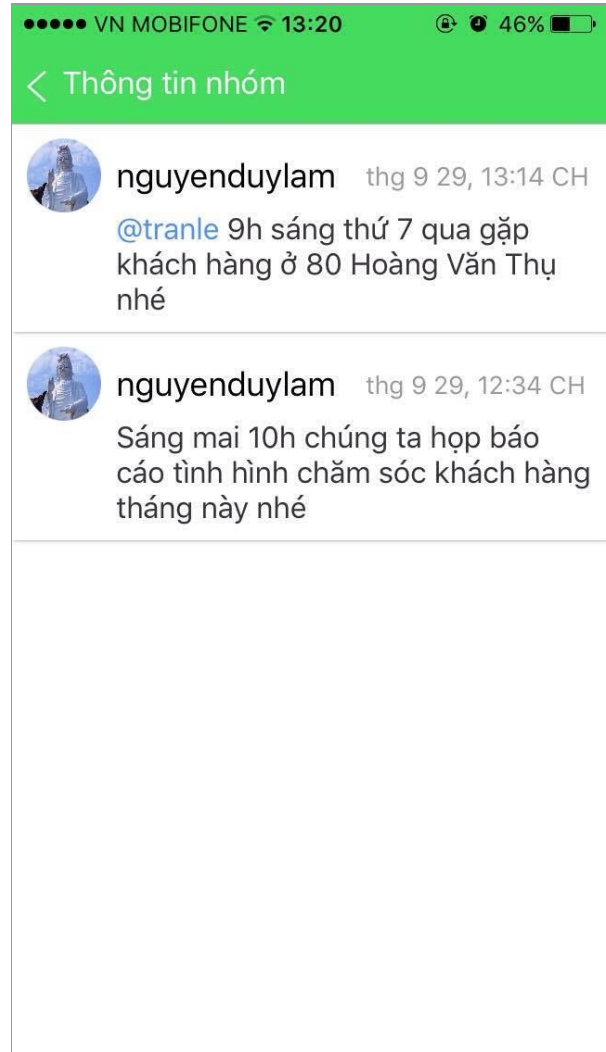 VN MOBIFONE 13:20 46%
Thông tin nhóm
nguyenduylam thg 9 29, 13:14 CH
@tranle 9h sáng thứ 7 qua gặp
khách hàng ở 80 Hoàng Văn Thụ
nhé
nguyenduylam thg 9 29, 12:34 CH
Sáng mai 10h chúng ta họp báo
cáo tình hình chăm sóc khách hàng
tháng này nhé